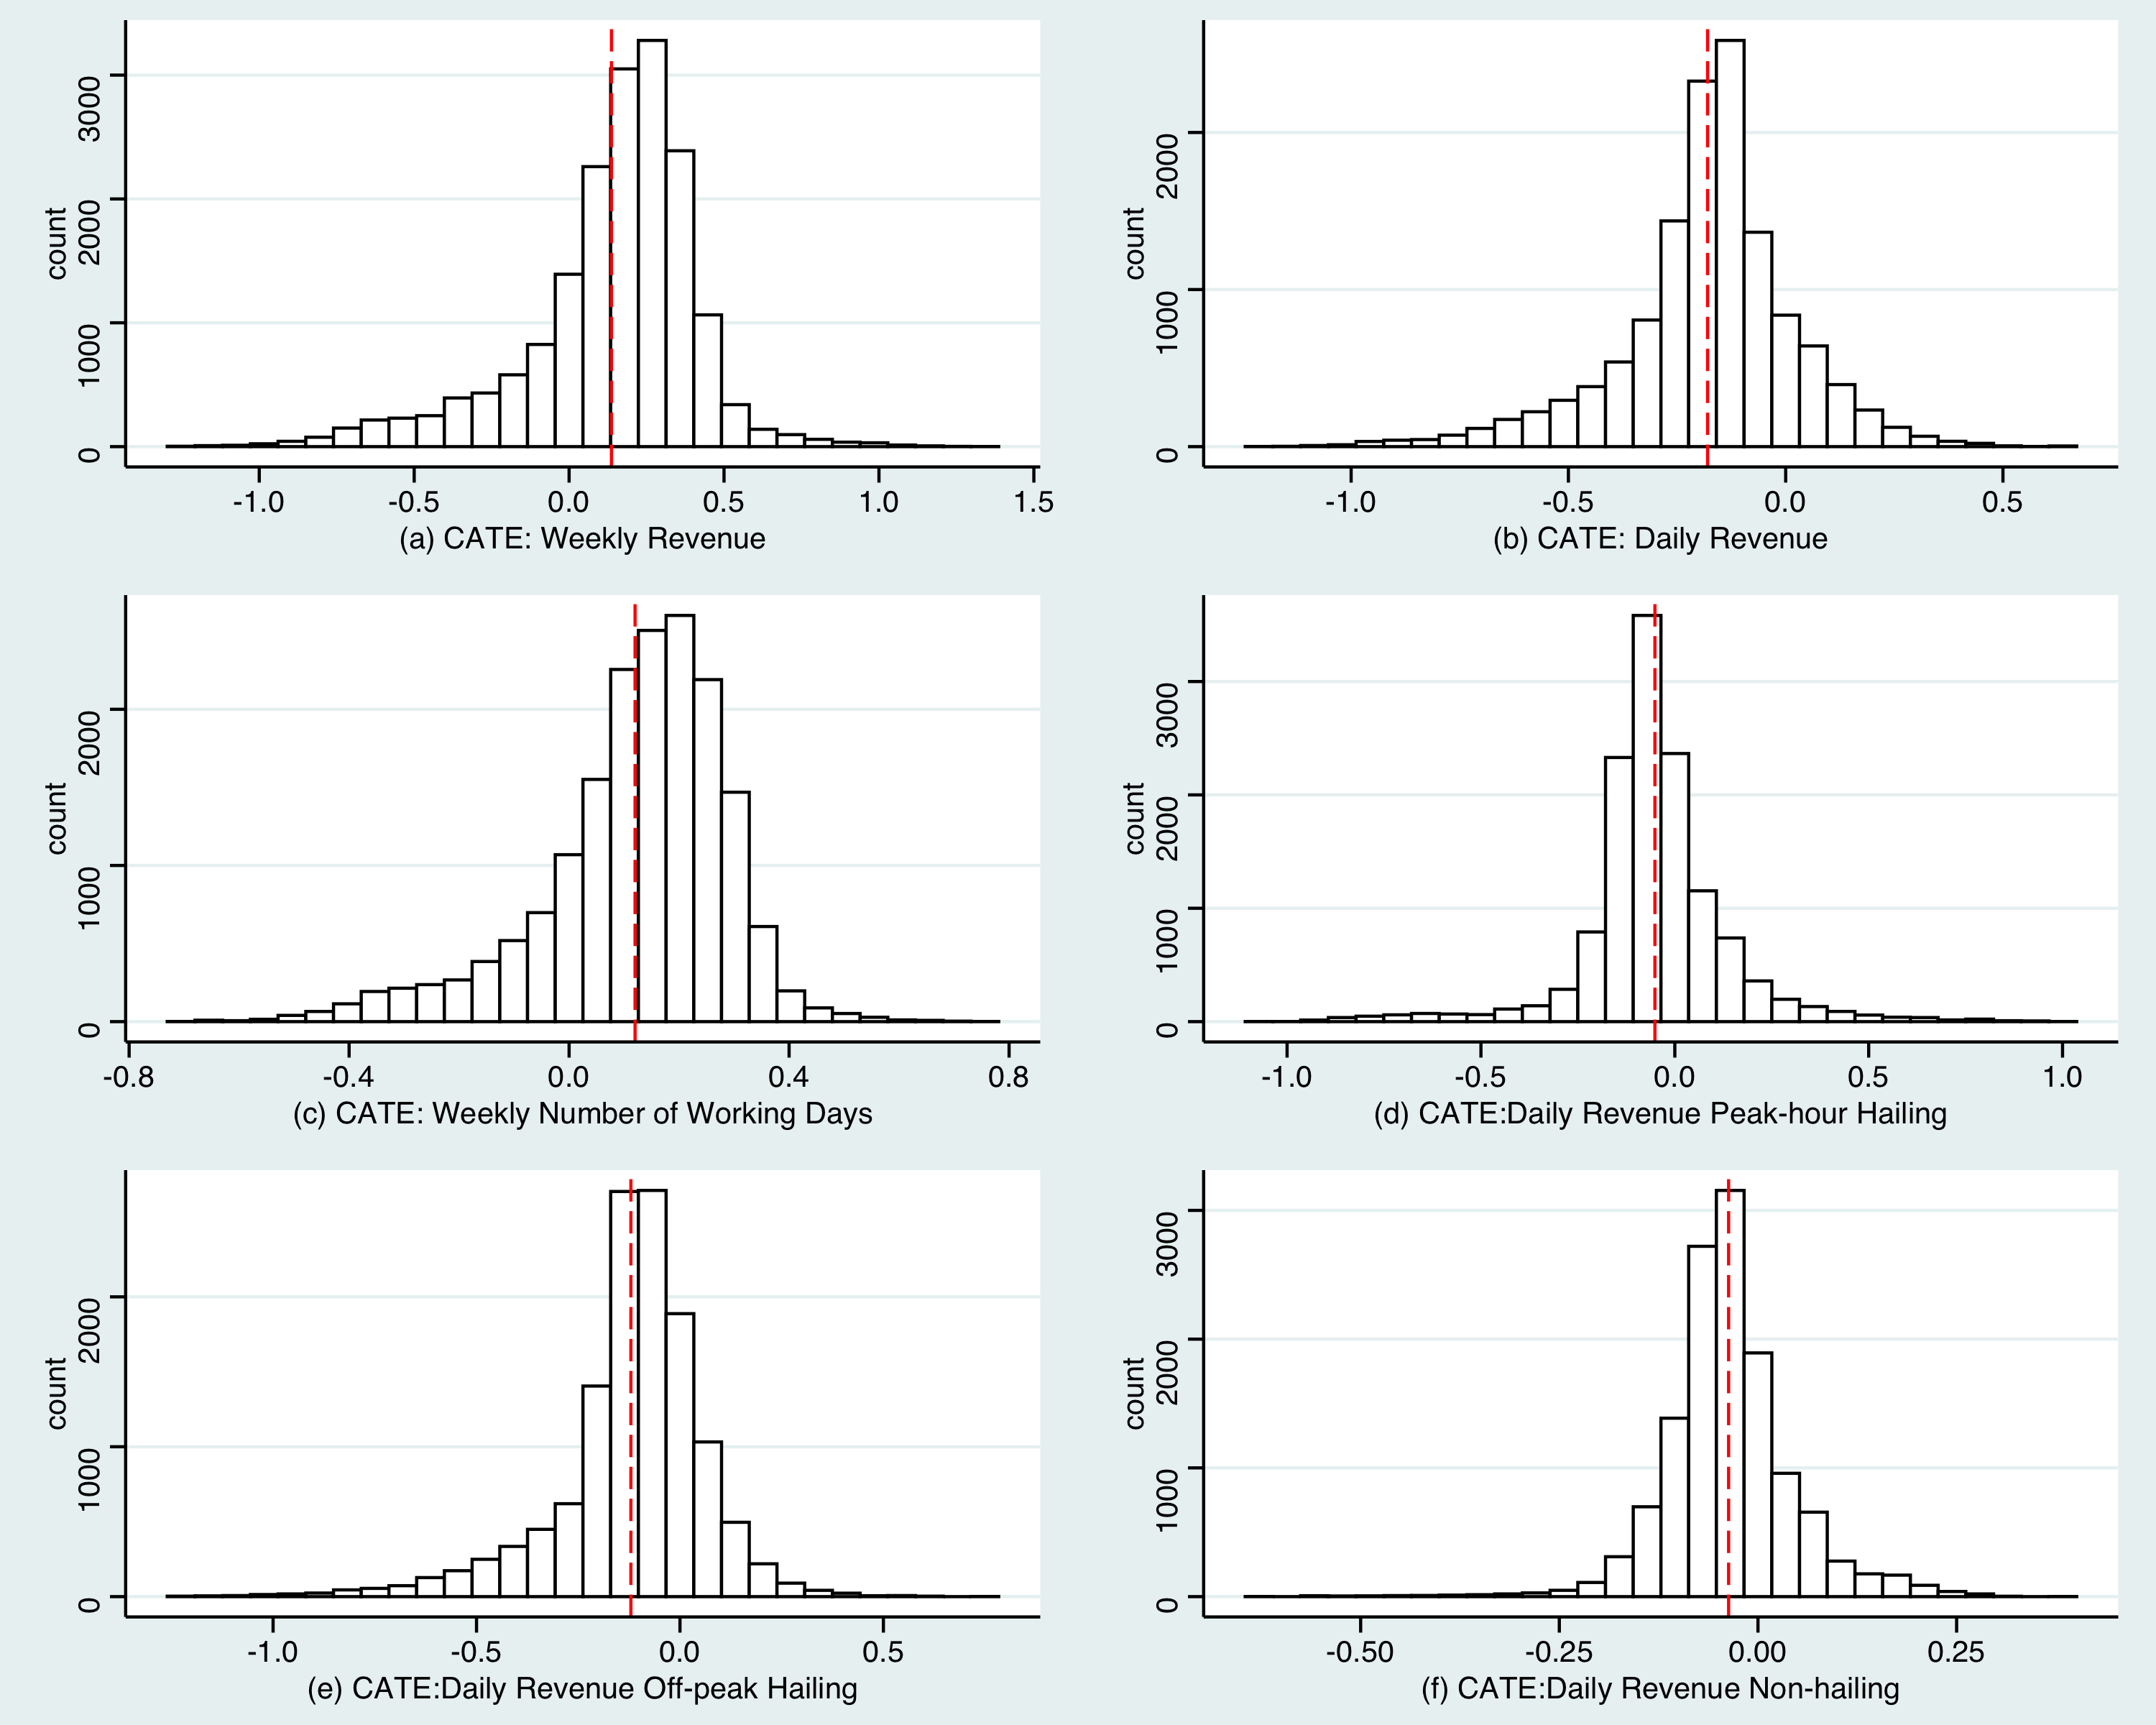 count
3000
2000
1000
0
-1.0 -0.5 0.0 0.5 1.0 1.5
(a) CATE: Weekly Revenue
count
2000
1000
0
-1.0 -0.5 0.0 0.5
(b) CATE: Daily Revenue
count
2000
1000
0
-0.8 -0.4 0.0 0.4 0.8
(c) CATE: Weekly Number of Working Days
count
3000
2000
1000
0
-1.0 -0.5 0.0 0.5 1.0
(d) CATE:Daily Revenue Peak-hour Hailing
count
2000
1000
0
-1.0 -0.5 0.0 0.5
(e) CATE:Daily Revenue Off-peak Hailing
count
3000
2000
1000
0
-0.50 -0.25 0.00 0.25
(f) CATE:Daily Revenue Non-hailing